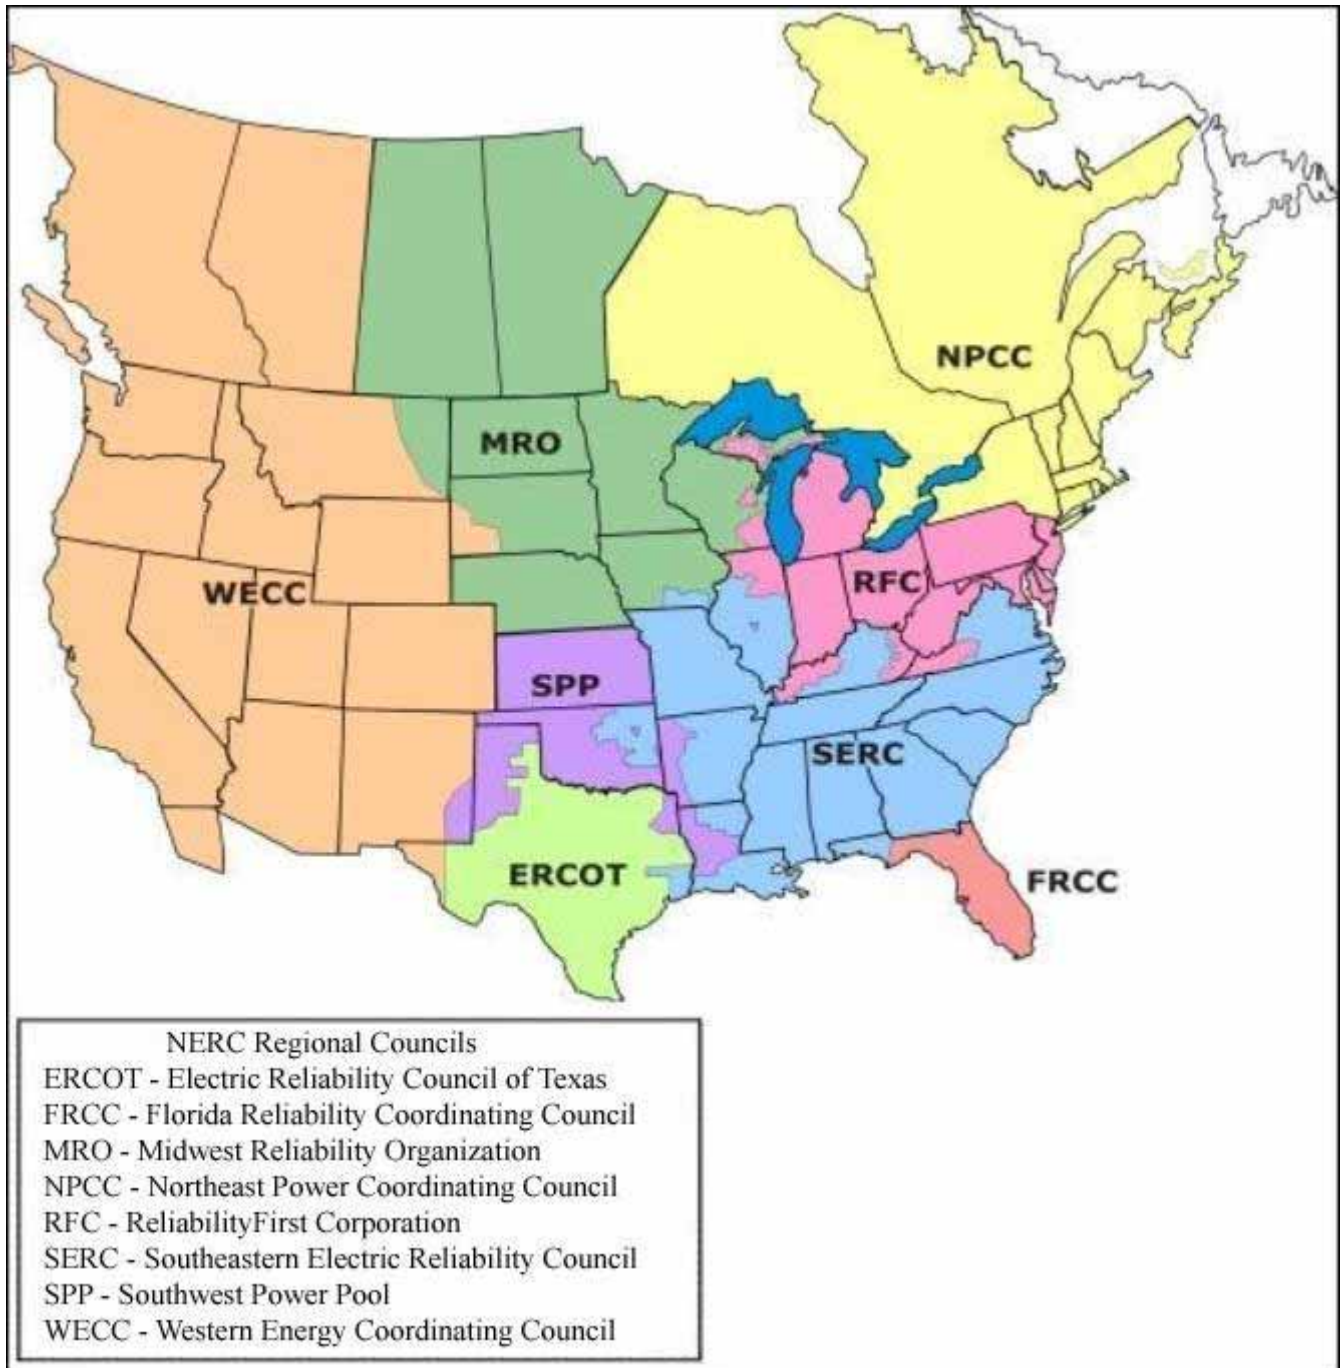 NPCC
MRO
WECC
RFC
SPP
SERC
ERCOT
FRCC
NERC Regional Councils
ERCOT - Electric Reliability Council of Texas
FRCC - Florida Reliability Coordinating Council
MRO - Midwest Reliability Organization
NPCC - Northeast Power Coordinating Council
RFC - ReliabilityFirst Corporation
SERC - Southeastern Electric Reliability Council
SPP - Southwest Power Pool
WECC - Western Energy Coordinating Council